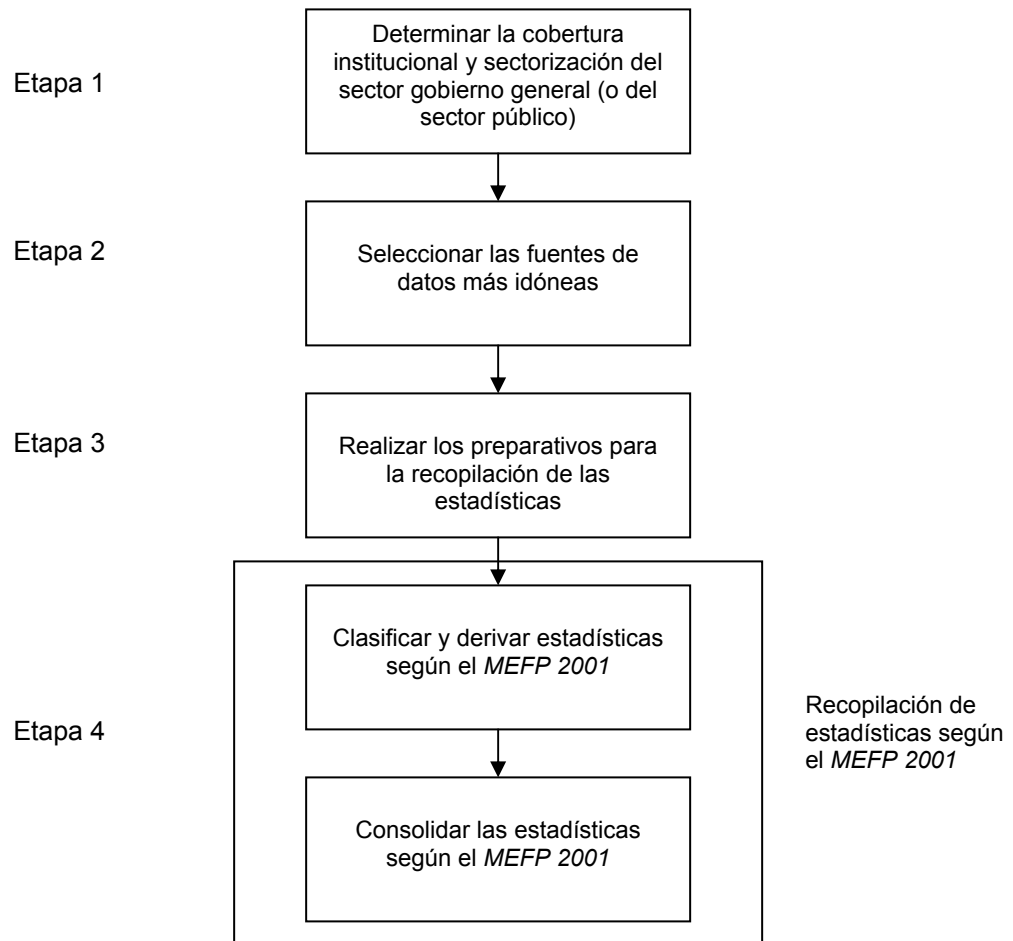 Etapa 1
Determinar la cobertura
institucional y sectorización del
sector gobierno general (o del
sector público)
Etapa 2
Seleccionar las fuentes de
datos más idóneas
Etapa 3
Realizar los preparativos para
la recopilación de las
estadísticas
Etapa 4
Clasificar y derivar estadísticas
según el MEFP 2001
Consolidar las estadísticas
según el MEFP 2001
Recopilación de
estadísticas según
el MEFP 2001